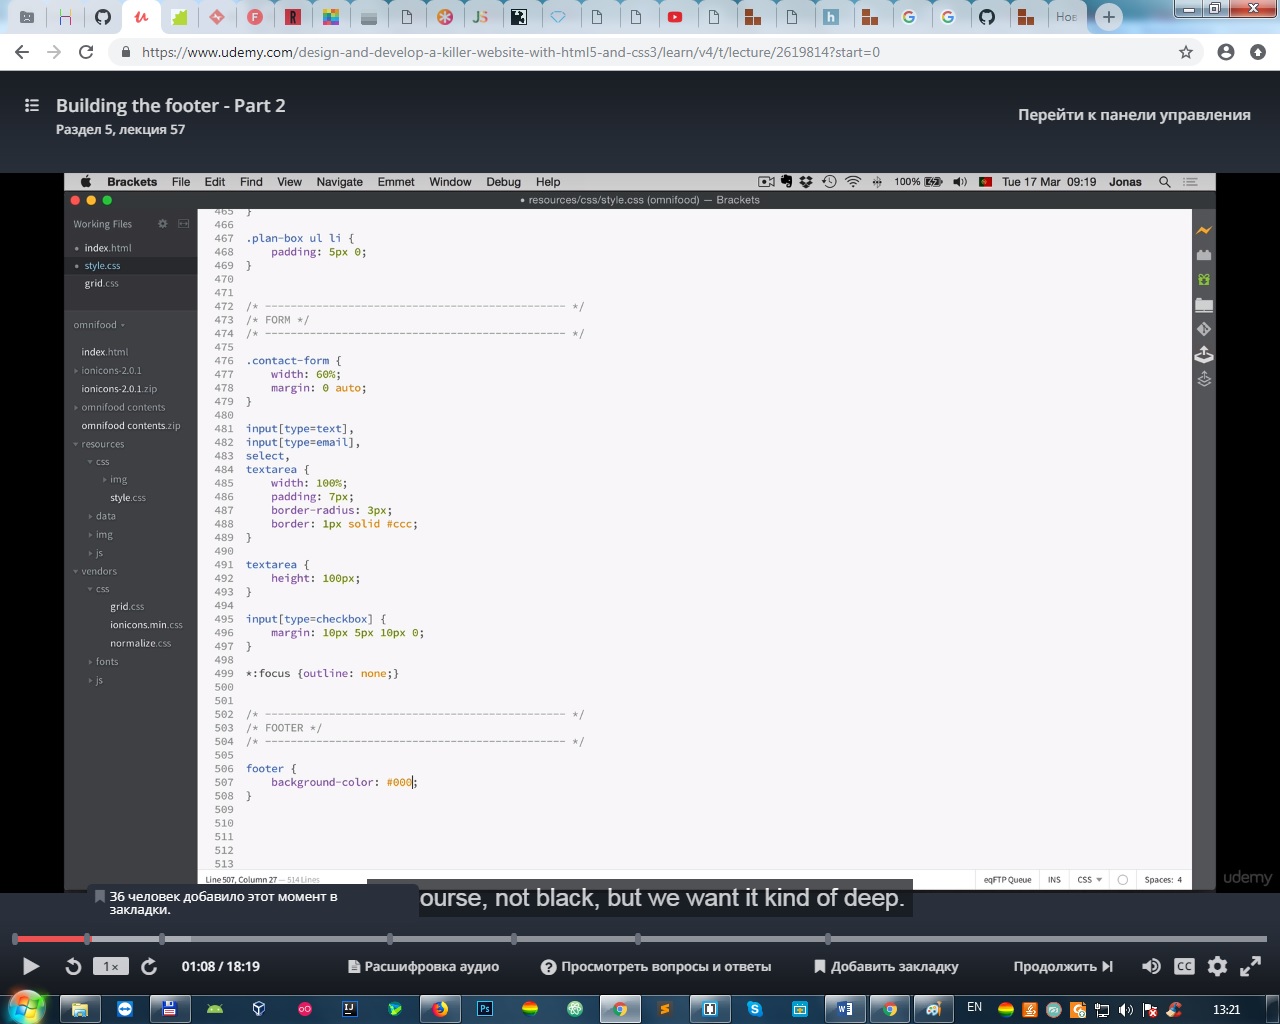 Нов
https://www.udemy.com/design-and-develop-a-killer-website-with-html5-and-css3/learn/v4/t/lecture/2619814?start=0
Building the footer - Part 2
Раздел 5, лекция 57
Перейти к панели управления
Brackets File Edit Find View Navigate Emmet Window Debug Help 100% Tue 17 Mar 09:19 Jonas
• resources/css/style.css (omnifood) — Brackets
Working Files
index.html
style.css
grid.css
omnifood
index.html
ionicons-2.0.1
ionicons-2.0.1.zip
omnifood contents
omnifood contents.zip
resources
css
img
style.css
data
img
js
vendors
css
grid.css
ionicons.min.css
normalize.css
fonts
js
465 }
466
467 .plan-box ul li {
468 padding: 5px 0;
469 }
470
471
472 /* ----------------------------------------------- */
473 /* FORM */
474 /* ----------------------------------------------- */
475
476 .contact-form {
477 width: 60%;
478 margin: 0 auto;
479 }
480
481 input[type=text],
482 input[type=email],
483 select,
484 textarea {
485 width: 100%;
486 padding: 7px;
487 border-radius: 3px;
488 border: 1px solid #ccc;
489 }
490
491 textarea {
492 height: 100px;
493 }
494
495 input[type=checkbox] {
496 margin: 10px 5px 10px 0;
497 }
498
499 *:focus {outline: none;}
500
501
502 /* ----------------------------------------------- */
503 /* FOOTER */
504 /* ----------------------------------------------- */
505
506 footer {
507 background-color: #000;
508 }
509
510
511
512
513
Line 507, Column 27 — 514 Lines
eqFTP Queue INS CSS Spaces: 4
udemy
36 человек добавило этот момент в
закладки.
ourse, not black, but we want it kind of deep.
1× 01:08 / 18:19 Расшифровка аудио Просмотреть вопросы и ответы Добавить закладку Продолжить CC
EN 13:21